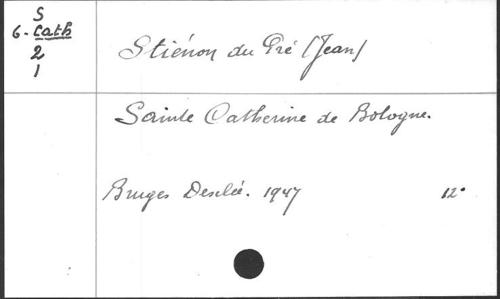 S
6-Cath
2
1
Stiénon du Pré (Jean)
Sainte Catherine de Bologne.
Bruges Desclée. 1947 12°